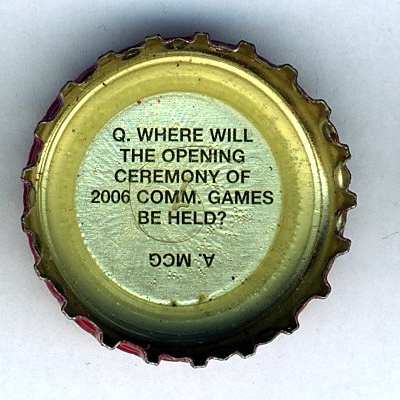 Q. WHERE WILL
THE OPENING
CEREMONY OF
2006 COMM. GAMES
BE HELD?
A. MCG